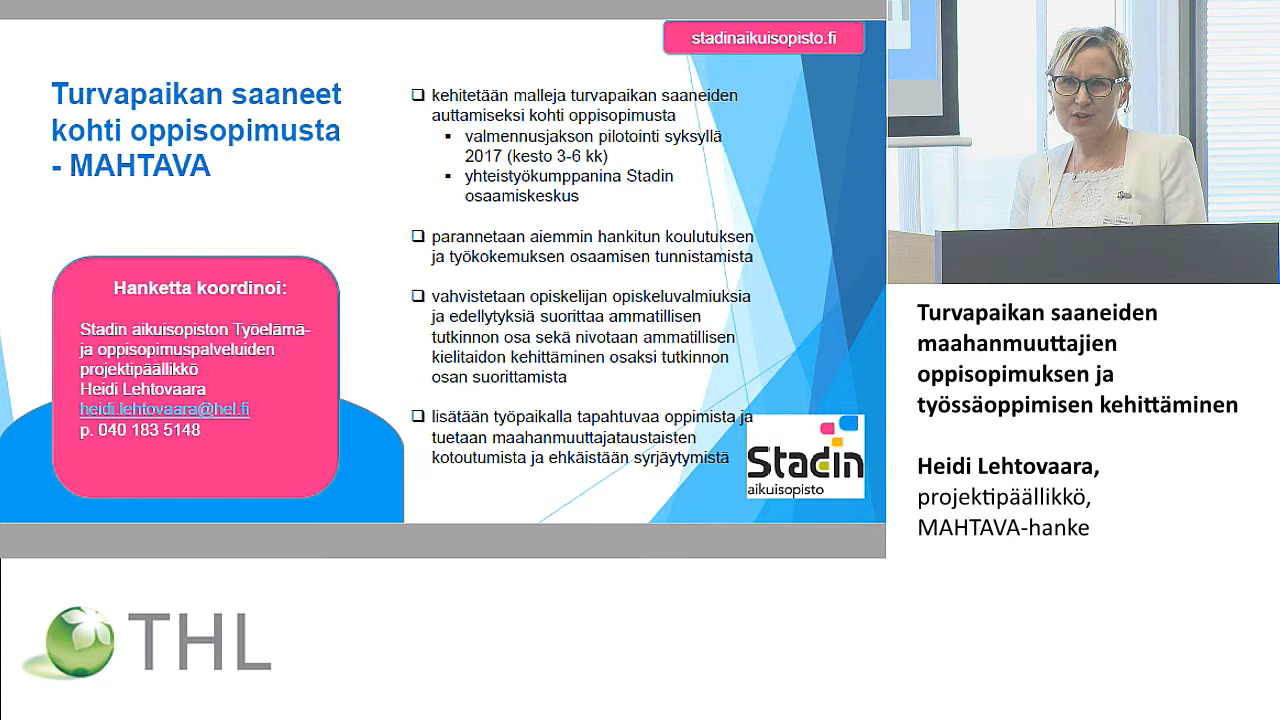 stadinaikuisopisto.fi
Turvapaikan saaneet
kohti oppisopimusta
- MAHTAVA
Hanketta koordinoi:
Stadin aikuisopiston Työelämä-
ja oppisopimuspalveluiden
projektipäällikkö
Heidi Lehtovaara
heidi.lehtovaara@hel.fi
p. 040 183 5148
kehitetään malleja turvapaikan saaneiden
auttamiseksi kohti oppisopimusta
valmennusjakson pilotointi syksyllä
2017 (kesto 3-6 kk)
yhteistyökumppanina Stadin
osaamiskeskus
parannetaan aiemmin hankitun koulutuksen
ja työkokemuksen osaamisen tunnistamista
vahvistetaan opiskelijan opiskeluvalmiuksia
ja edellytyksiä suorittaa ammatillisen
tutkinnon osa sekä nivotaan ammatillisen
kielitaidon kehittäminen osaksi tutkinnon
osan suorittamista
lisätään työpaikalla tapahtuvaa oppimista ja
tuetaan maahanmuuttajataustaisten
kotoutumista ja ehkäistään syrjäytymistä
Stadin
aikuisopisto
Turvapaikan saaneiden
maahanmuuttajien
oppisopimuksen ja
työssäoppimisen kehittäminen
Heidi Lehtovaara,
projektipäällikkö,
MAHTAVA-hanke
THL